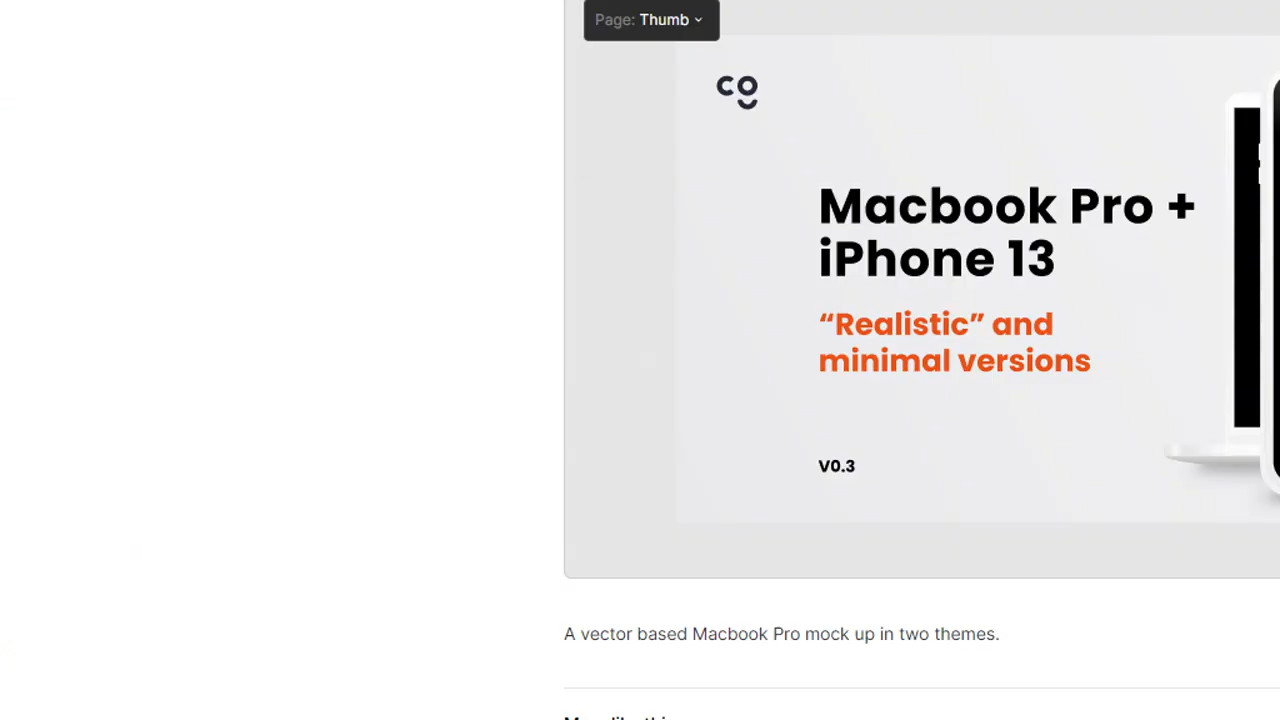 Page: Thumb
co
Macbook Pro +
iPhone 13
“Realistic” and
minimal versions
V0.3
A vector based Macbook Pro mock up in two themes.